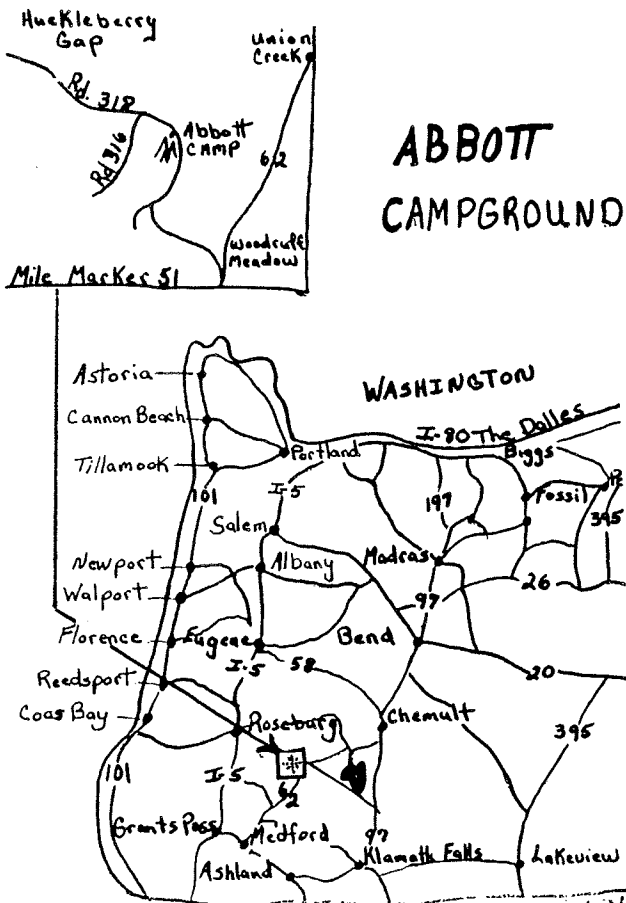 Huckleberry
Gap
Union
Creek
Rd. 318
Abbott
CAMP
Rd 316
62
Woodruff
Meadow
Mile Marker 51
ABBOTT
CAMPGROUND
Astoria
WASHINGTON
Cannon Beach
I-80 The Dalles
Biggs
Portland
Tillamook
101
I-5
197
Fossil
395
Salem
Newport
Albany
Madras
Walport
26
97
Florence
Eugene
Bend
I-5
58
20
Reedsport
Coas Bay
Roseburg
Chemult
395
101
I-5
62
Grants Pass
Medford
97
Ashland
Klamath Falls
Lakeview